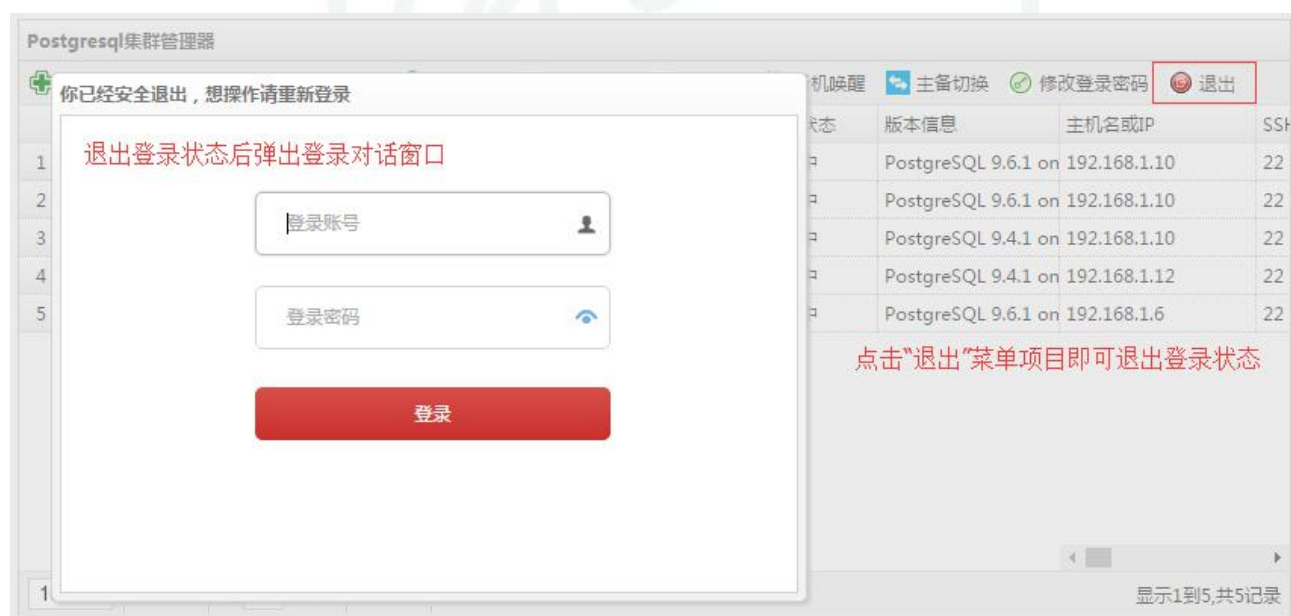 Postgresql集群管理器
你已经安全退出，想操作请重新登录
机唤醒 主备切换 修改登录密码 退出
退出登录状态后弹出登录对话窗口
状态 版本信息 主机名或IP SSH
1 PostgreSQL 9.6.1 on 192.168.1.10 22
2 PostgreSQL 9.6.1 on 192.168.1.10 22
3 PostgreSQL 9.4.1 on 192.168.1.10 22
4 PostgreSQL 9.4.1 on 192.168.1.12 22
5 PostgreSQL 9.6.1 on 192.168.1.6 22
登录账号
登录密码
点击“退出”菜单项目即可退出登录状态
登录
1
显示1到5,共5记录